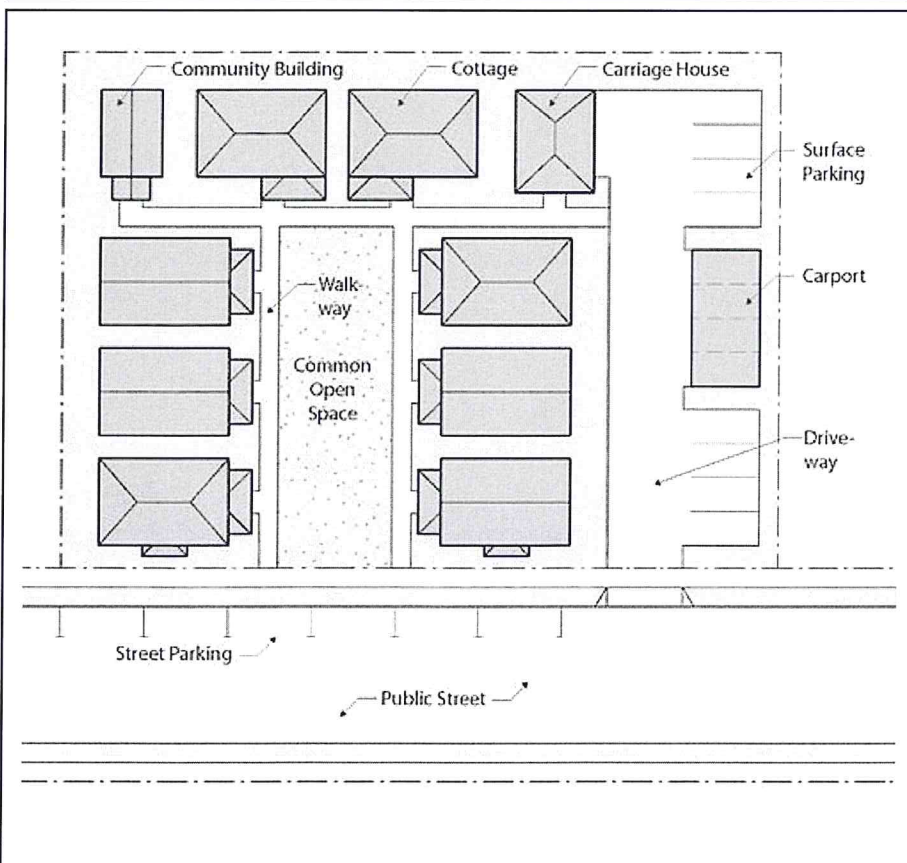 Community Building
Cottage
Carriage House
Surface
Parking
Carport
Walk-
way
Common
Open
Space
Drive-
way
Street Parking
Public Street